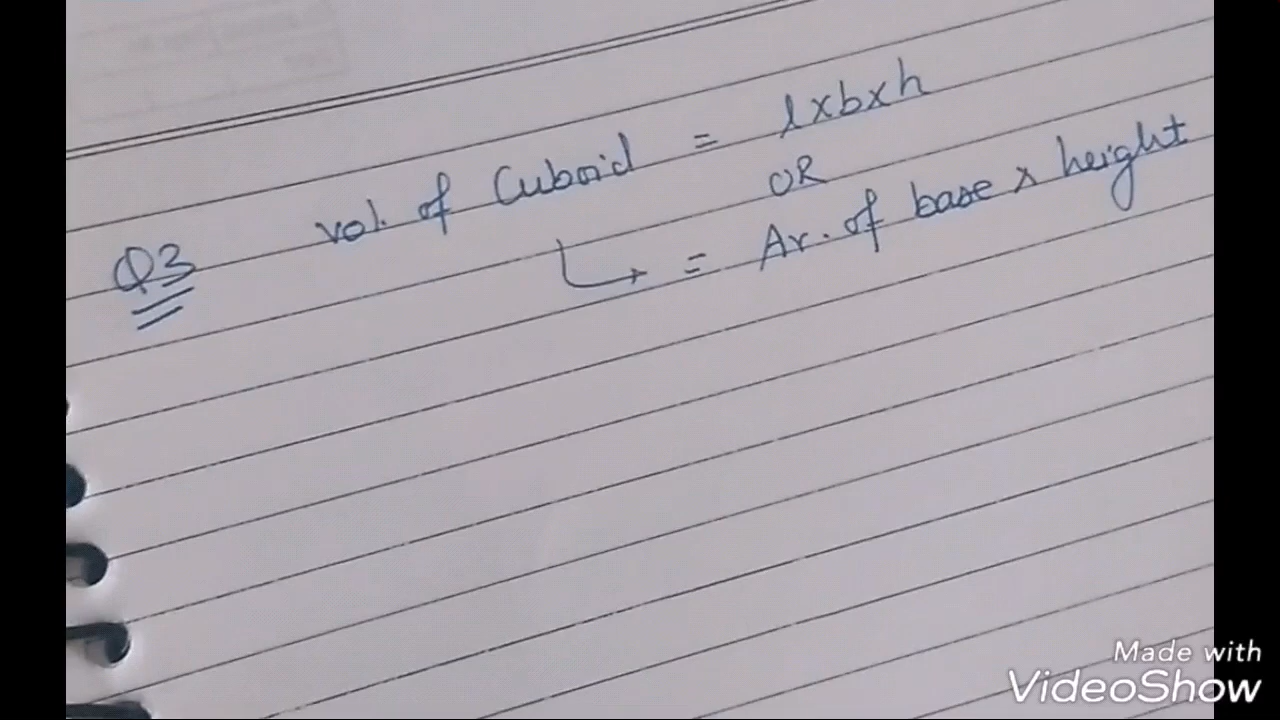 Q3 vol. of Cuboid = l×b×h
OR
= Ar. of base × height
Made with
VideoShow